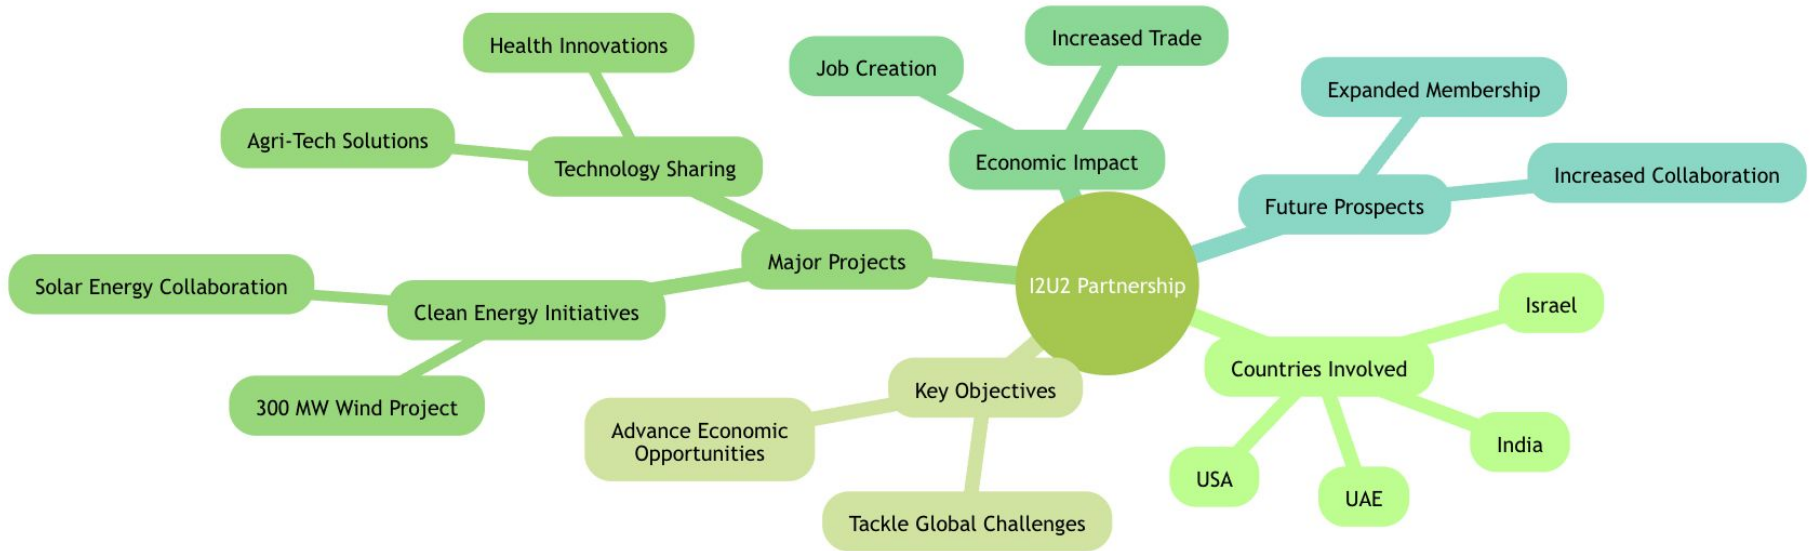 Increased Trade
Health Innovations
Job Creation
Expanded Membership
Agri-Tech Solutions
Technology Sharing
Economic Impact
Increased Collaboration
Future Prospects
Major Projects
Solar Energy Collaboration
I2U2 Partnership
Israel
Clean Energy Initiatives
Countries Involved
Key Objectives
300 MW Wind Project
Advance Economic
Opportunities
India
USA
UAE
Tackle Global Challenges